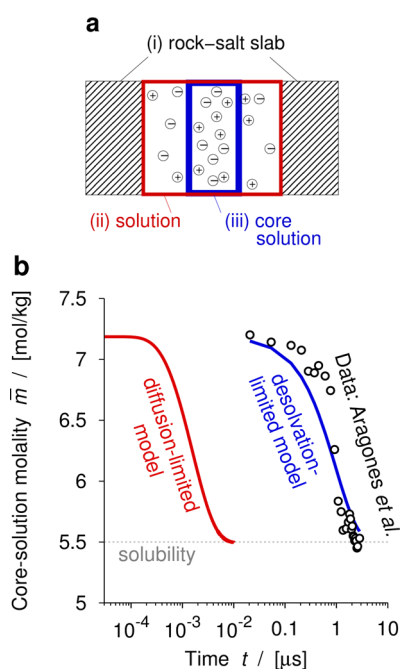 a
(i) rock−salt slab
(ii) solution
(iii) core
solution
b
Core-solution molality m̅ / [mol/kg]
7.5
7
6.5
6
5.5
5
diffusion-limited
model
desolvation-
limited model
Data: Aragones et al.
solubility
10⁻⁴ 10⁻³ 10⁻² 0.1 1 10
Time t / [μs]